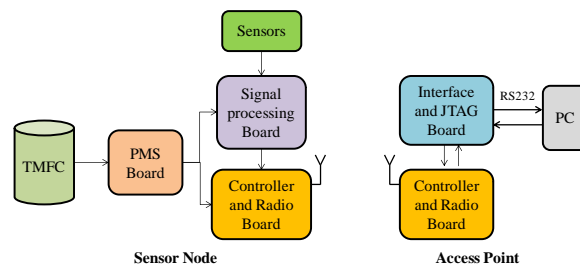 Sensors
Signal
processing
Board
TMFC
PMS
Board
Controller
and Radio
Board
Sensor Node
Interface
and JTAG
Board
RS232
PC
Controller
and Radio
Board
Access Point